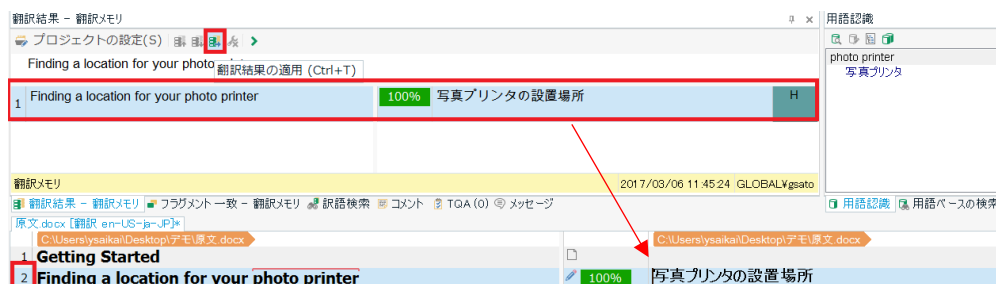 翻訳結果 - 翻訳メモリ
用語認識
プロジェクトの設定(S)
Finding a location for your photo
翻訳結果の適用 (Ctrl+T)
photo printer
写真プリンタ
1 Finding a location for your photo printer 100% 写真プリンタの設置場所 H
翻訳メモリ 2017/03/06 11:45:24 GLOBAL¥gsato
翻訳結果 - 翻訳メモリ フラグメント一致 - 翻訳メモリ 訳語検索 コメント TQA (0) メッセージ
用語認識 用語ベースの検索
原文.docx [翻訳 en-US-ja-JP]*
C:\Users\ysaikai\Desktop\デモ\原文.docx C:\Users\ysaikai\Desktop\デモ\原文.docx
1 Getting Started
2 Finding a location for your photo printer 100% 写真プリンタの設置場所